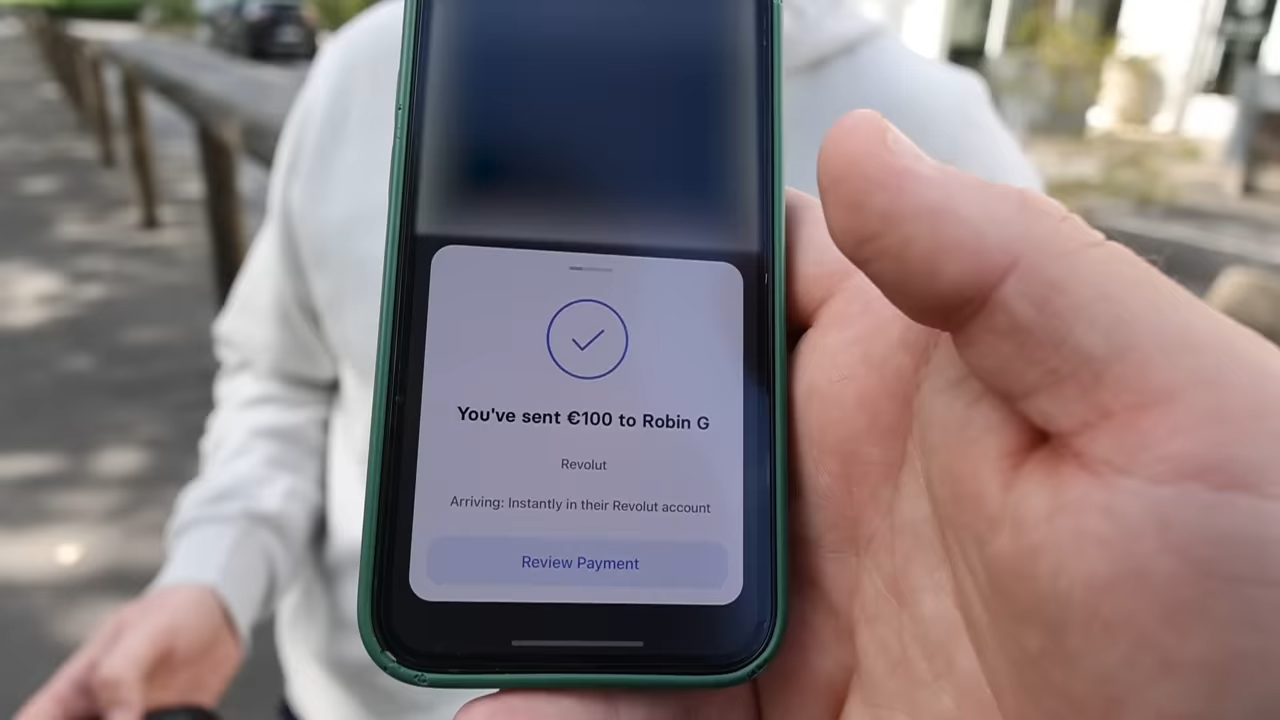 You've sent €100 to Robin G
Revolut
Arriving: Instantly in their Revolut account
Review Payment